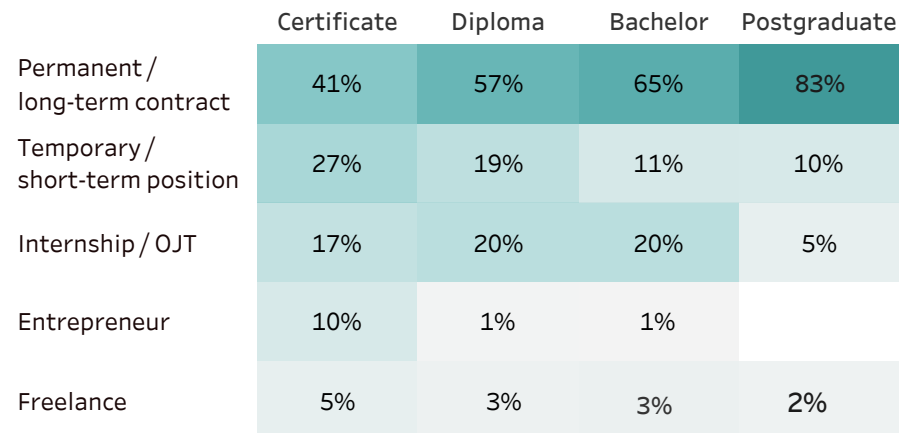 Certificate Diploma Bachelor Postgraduate
Permanent /
long-term contract 41% 57% 65% 83%
Temporary /
short-term position 27% 19% 11% 10%
Internship / OJT 17% 20% 20% 5%
Entrepreneur 10% 1% 1%
Freelance 5% 3% 3% 2%